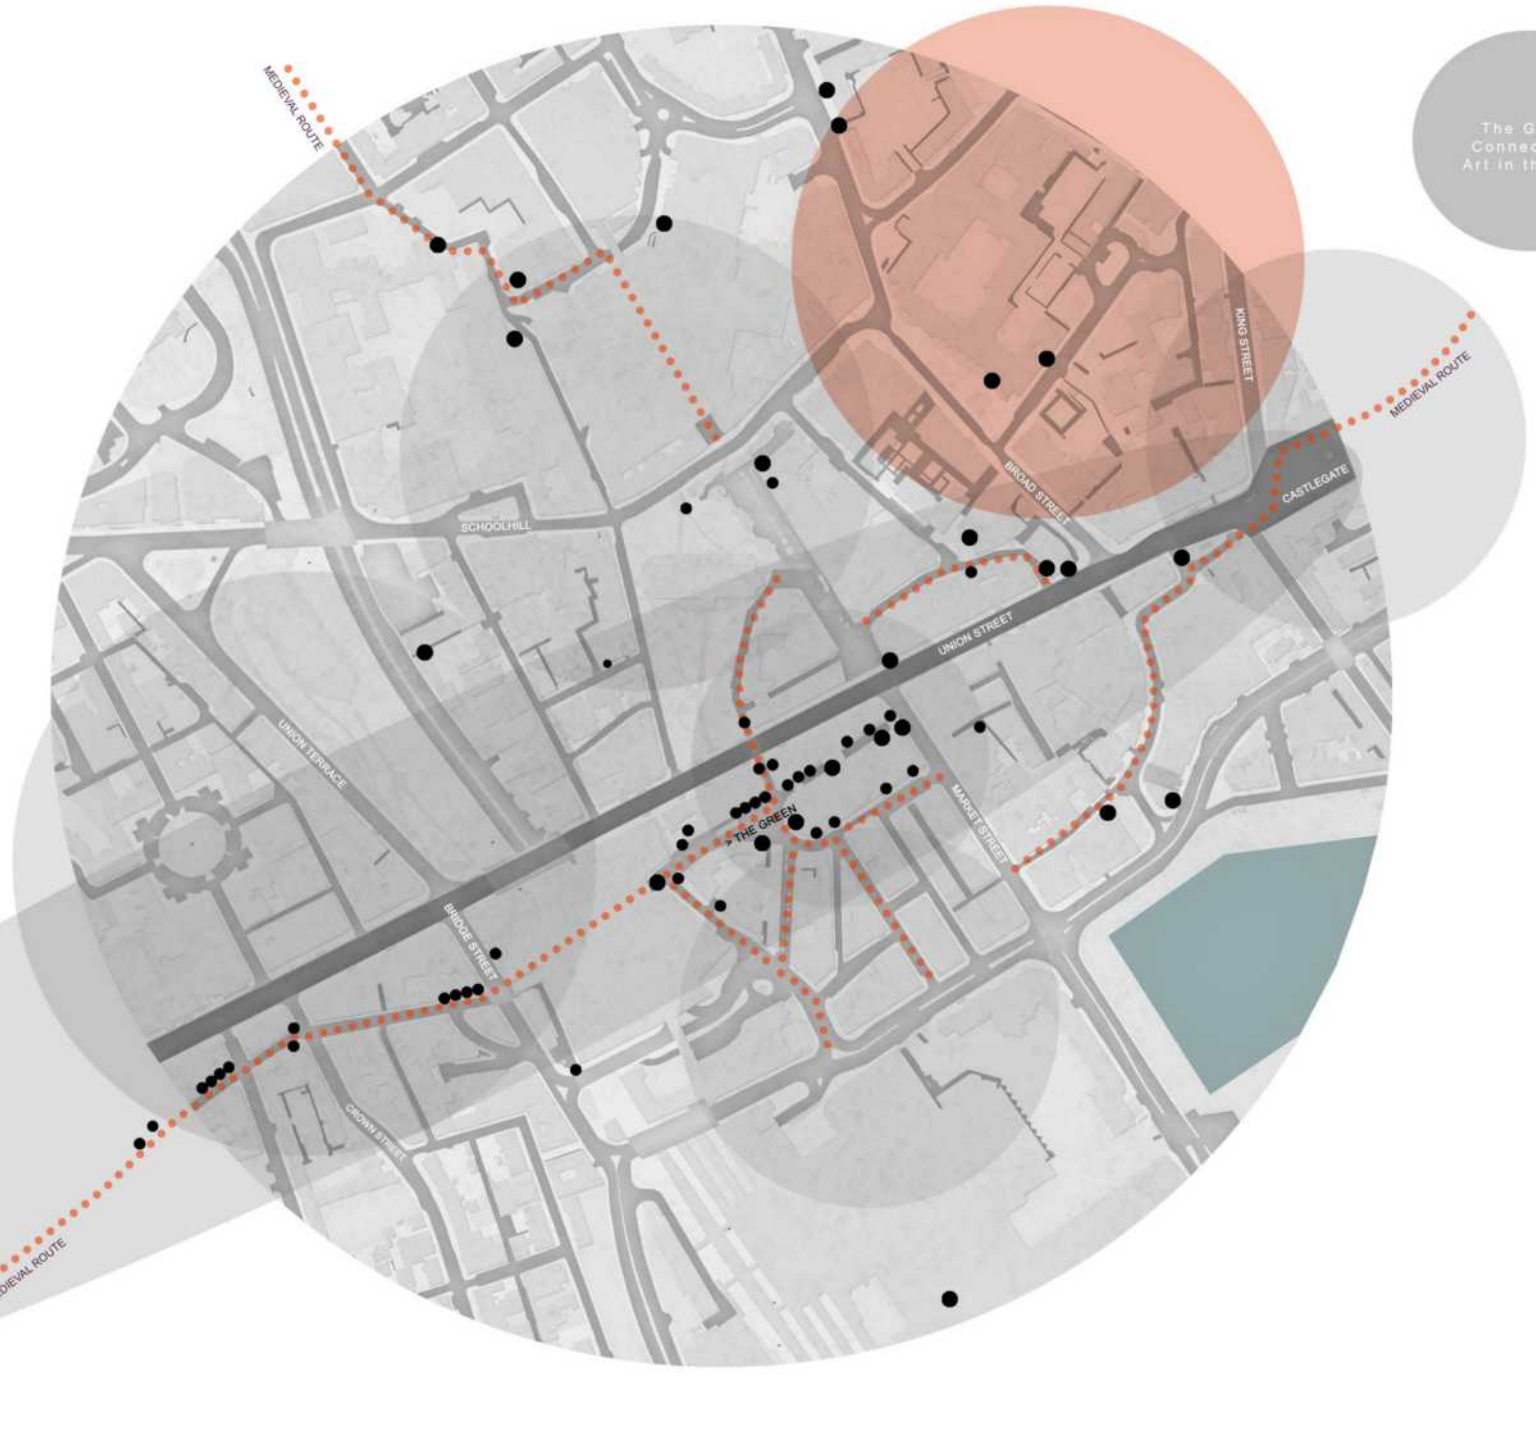 MEDIEVAL ROUTE
The G
Connec
Art in th
KING STREET
MEDIEVAL ROUTE
BROAD STREET
CASTLEGATE
SCHOOLHILL
UNION STREET
UNION TERRACE
MARKET STREET
THE GREEN
BRIDGE STREET
CROWN STREET
DIEVAL ROUTE